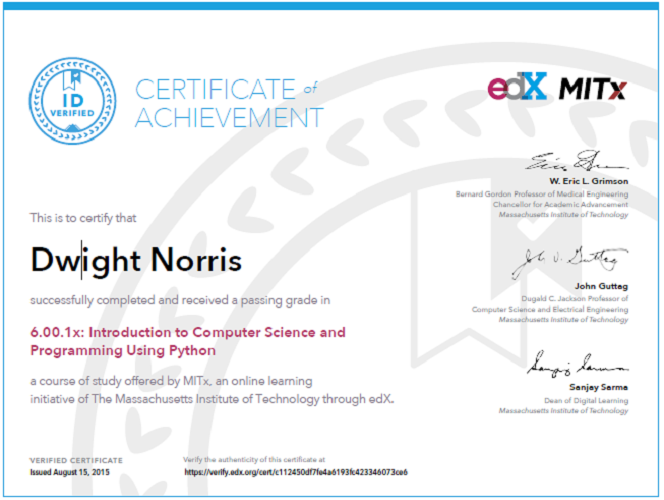 ID
VERIFIED
CERTIFICATE of
ACHIEVEMENT
edX MITx
W. Eric L. Grimson
Bernard Gordon Professor of Medical Engineering
Chancellor for Academic Advancement
Massachusetts Institute of Technology
This is to certify that
Dwight Norris
successfully completed and received a passing grade in
6.00.1x: Introduction to Computer Science and
Programming Using Python
a course of study offered by MITx, an online learning
initiative of The Massachusetts Institute of Technology through edX.
John Guttag
Dugald C. Jackson Professor of
Computer Science and Electrical Engineering
Massachusetts Institute of Technology
Sanjay Sarma
Dean of Digital Learning
Massachusetts Institute of Technology
VERIFIED CERTIFICATE
Issued August 15, 2015
Verify the authenticity of this certificate at
https://verify.edx.org/cert/c112450df7fe4a6193fc423346073ce6